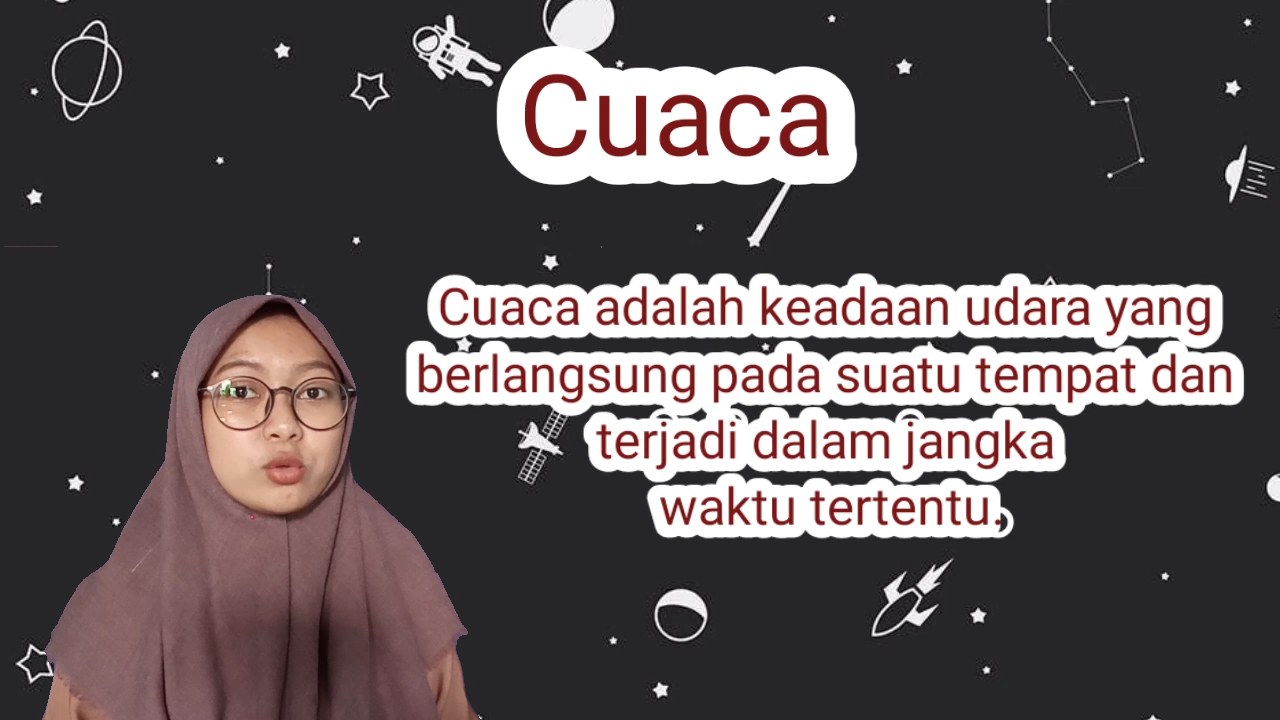 Cuaca
Cuaca adalah keadaan udara yang
berlangsung pada suatu tempat dan
terjadi dalam jangka
waktu tertentu.